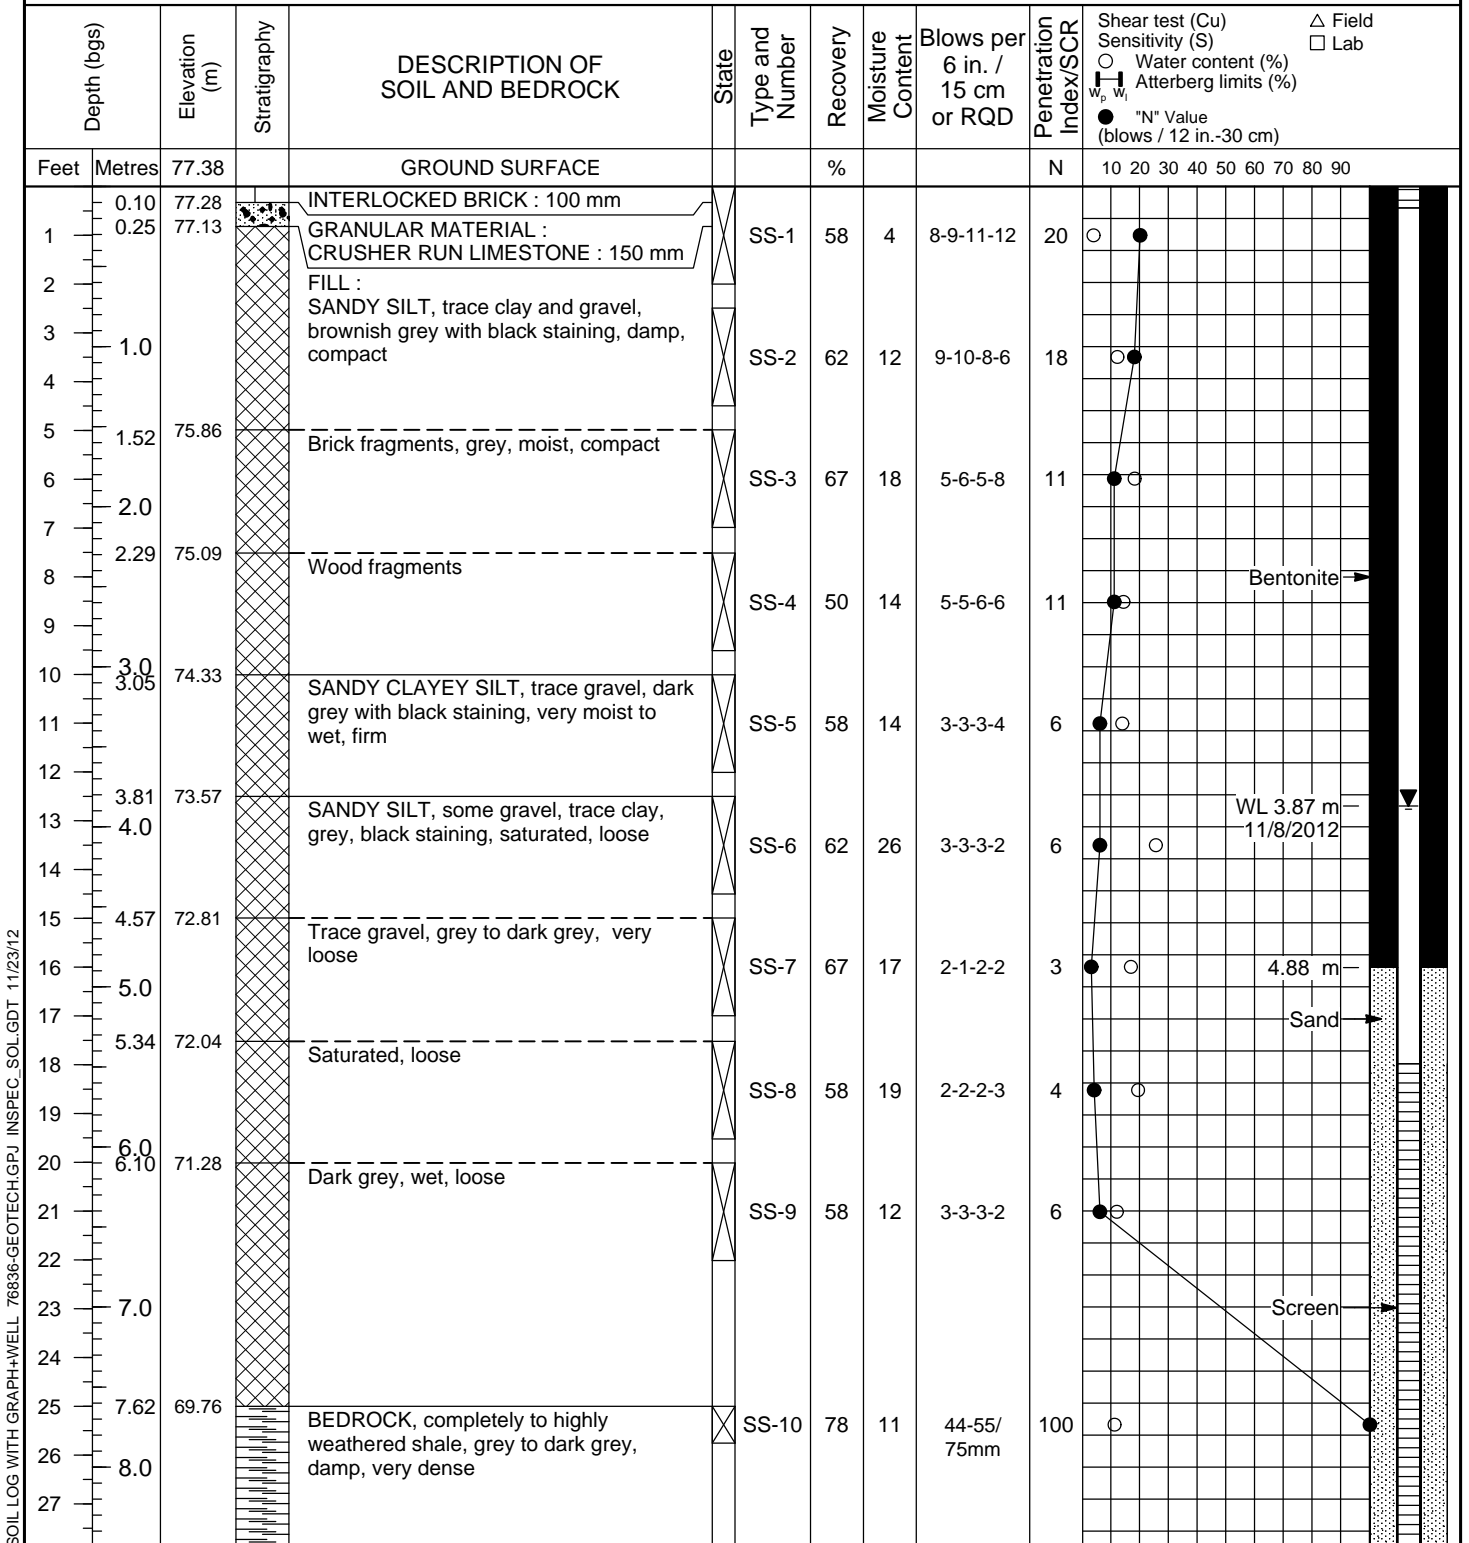 Depth (bgs)
Elevation
(m)
Stratigraphy
DESCRIPTION OF
SOIL AND BEDROCK
State
Type and
Number
Recovery
Moisture
Content
Blows per
6 in. /
15 cm
or RQD
Penetration
Index/SCR
Shear test (Cu) △ Field
Sensitivity (S) □ Lab
○ Water content (%)
Atterberg limits (%)
Wp Wl
● "N" Value
(blows / 12 in.-30 cm)
Feet Metres 77.38 GROUND SURFACE % N 10 20 30 40 50 60 70 80 90
0.10 77.28 INTERLOCKED BRICK : 100 mm
0.25 77.13 GRANULAR MATERIAL :
CRUSHER RUN LIMESTONE : 150 mm
1 SS-1 58 4 8-9-11-12 20
2 FILL :
SANDY SILT, trace clay and gravel,
3 brownish grey with black staining, damp,
1.0 compact SS-2 62 12 9-10-8-6 18
4
5 1.52 75.86 Brick fragments, grey, moist, compact
6 SS-3 67 18 5-6-5-8 11
2.0
7
2.29 75.09 Wood fragments
8 Bentonite
SS-4 50 14 5-5-6-6 11
9
3.0
10 3.05 74.33 SANDY CLAYEY SILT, trace gravel, dark
grey with black staining, very moist to
11 wet, firm SS-5 58 14 3-3-3-4 6
12
3.81 73.57 SANDY SILT, some gravel, trace clay, WL 3.87 m
13 4.0 grey, black staining, saturated, loose 11/8/2012
SS-6 62 26 3-3-3-2 6
14
15 4.57 72.81 Trace gravel, grey to dark grey, very
loose
16 SS-7 67 17 2-1-2-2 3 4.88 m
5.0
17 Sand
5.34 72.04 Saturated, loose
18
SS-8 58 19 2-2-2-3 4
19
6.0
20 6.10 71.28 Dark grey, wet, loose
21 SS-9 58 12 3-3-3-2 6
22
23 7.0 Screen
24
25 7.62 69.76 BEDROCK, completely to highly
weathered shale, grey to dark grey,
damp, very dense
SS-10 78 11 44-55/ 100
75mm
26
8.0
27
SOIL LOG WITH GRAPH+WELL 76836-GEOTECH.GPJ INSPEC_SOL.GDT 11/23/12